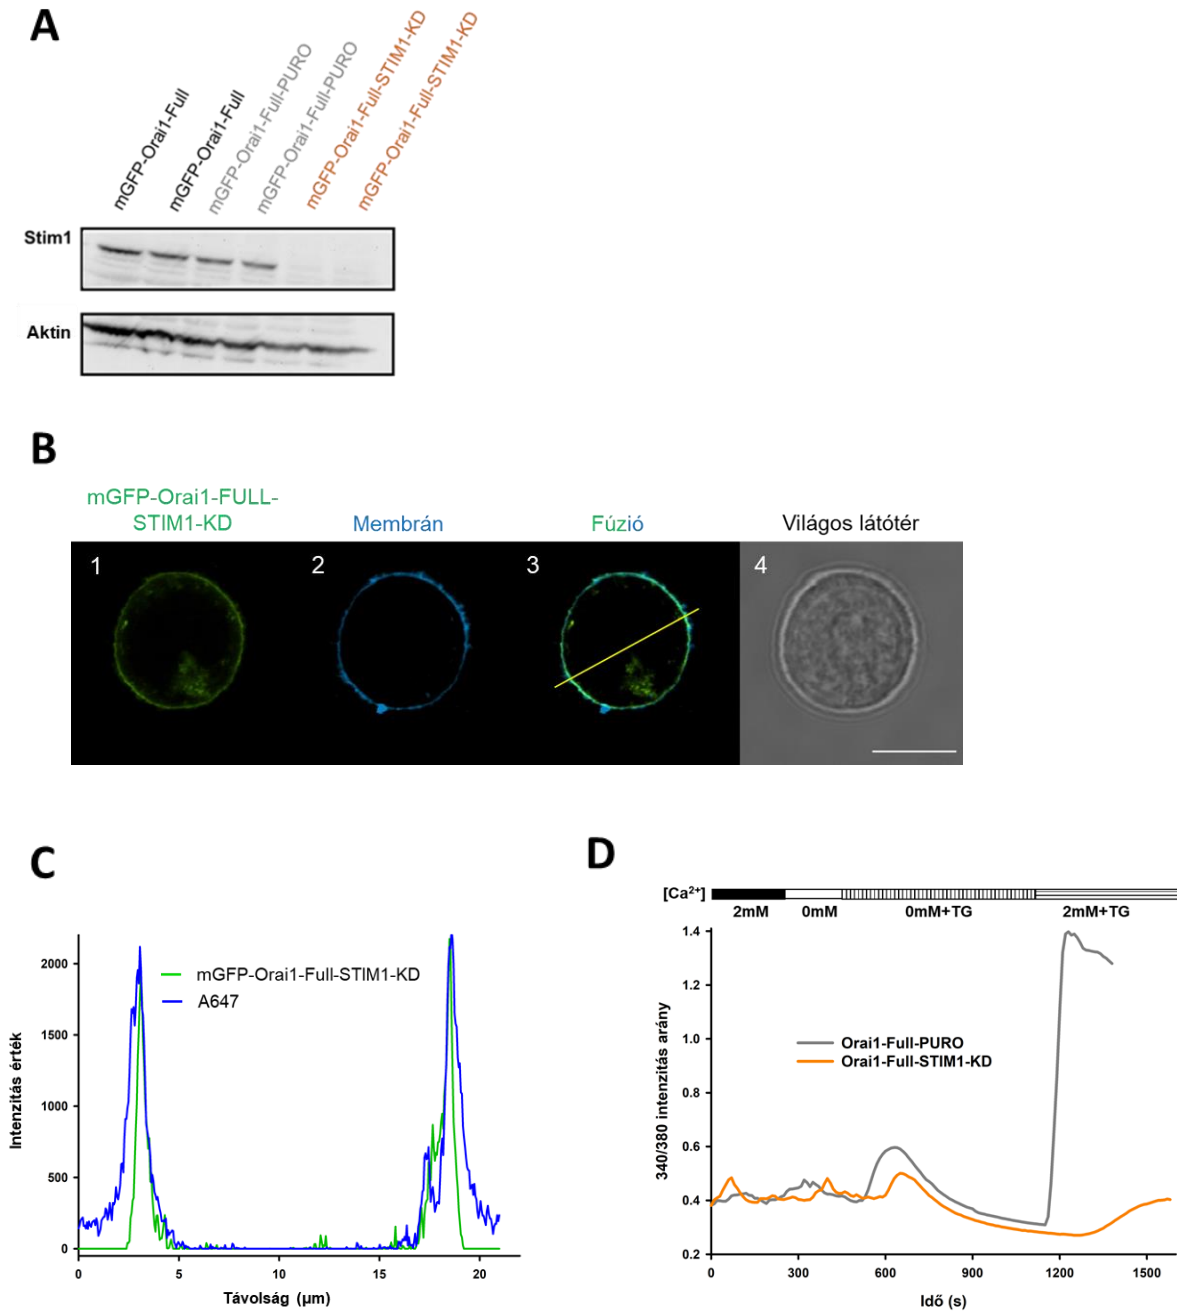 A
mGFP-Orai1-Full
mGFP-Orai1-Full
mGFP-Orai1-Full-PURO
mGFP-Orai1-Full-PURO
mGFP-Orai1-Full-STIM1-KD
mGFP-Orai1-Full-STIM1-KD
Stim1
Aktin
B
mGFP-Orai1-FULL-
STIM1-KD
Membrán
Fúzió
Világos látótér
1
2
3
4
C
mGFP-Orai1-Full-STIM1-KD
A647
Intenzitás érték
2000
1500
1000
500
0
0
5
10
15
20
Távolság (µm)
D
[Ca²⁺]
2mM
0mM
0mM+TG
2mM+TG
340/380 intenzitás arány
1.4
1.2
1.0
0.8
0.6
0.4
0.2
Orai1-Full-PURO
Orai1-Full-STIM1-KD
0
300
600
900
1200
1500
Idő (s)